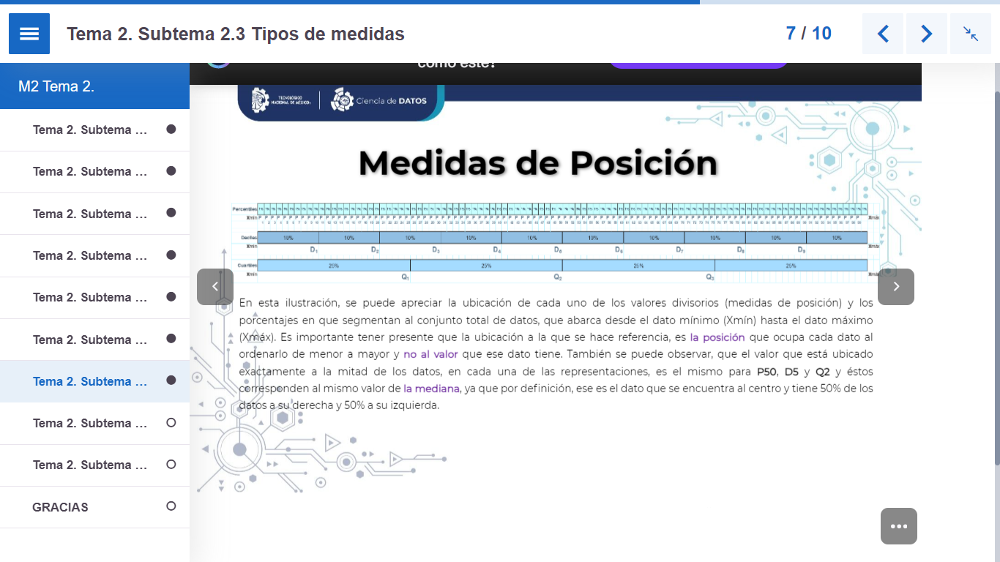 Tema 2. Subtema 2.3 Tipos de medidas
7 / 10
M2 Tema 2.
Tema 2. Subtema ...
Tema 2. Subtema ...
Tema 2. Subtema ...
Tema 2. Subtema ...
Tema 2. Subtema ...
Tema 2. Subtema ...
Tema 2. Subtema ...
Tema 2. Subtema ...
Tema 2. Subtema ...
GRACIAS
como este?
TECNOLÓGICO
NACIONAL DE MÉXICO
Ciencia de DATOS
Medidas de Posición
Percentiles
Xmín
Xmáx
Deciles 10% 10% 10% 10% 10% 10% 10% 10% 10% 10%
Xmín D1 D2 D3 D4 D5 D6 D7 D8 D9 Xmáx
Cuartiles 25% 25% 25% 25%
Xmín Q1 Q2 Q3 Xmáx
En esta ilustración, se puede apreciar la ubicación de cada uno de los valores divisorios (medidas de posición) y los
porcentajes en que segmentan al conjunto total de datos, que abarca desde el dato mínimo (Xmín) hasta el dato máximo
(Xmáx). Es importante tener presente que la ubicación a la que se hace referencia, es la posición que ocupa cada dato al
ordenarlo de menor a mayor y no al valor que ese dato tiene. También se puede observar, que el valor que está ubicado
exactamente a la mitad de los datos, en cada una de las representaciones, es el mismo para P50, D5 y Q2 y éstos
corresponden al mismo valor de la mediana, ya que por definición, ese es el dato que se encuentra al centro y tiene 50% de los
datos a su derecha y 50% a su izquierda.